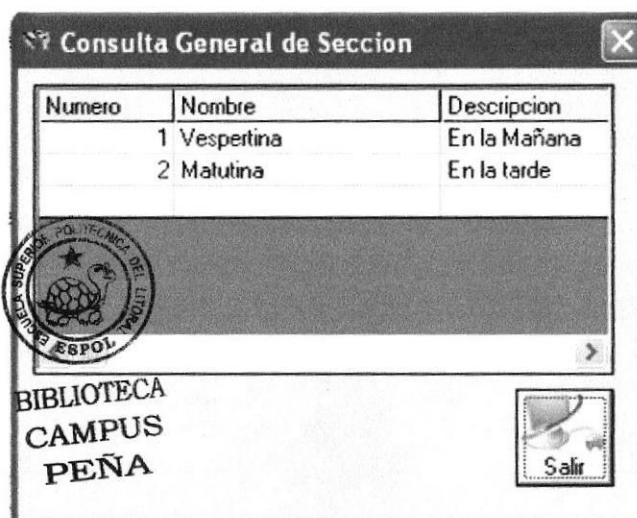 Consulta General de Seccion
Numero Nombre Descripcion
1 Vespertina En la Mañana
2 Matutina En la tarde
ESCUELA SUPERIOR POLITECNICA DEL LITORAL
ESPOL
BIBLIOTECA
CAMPUS
PEÑA
Salir